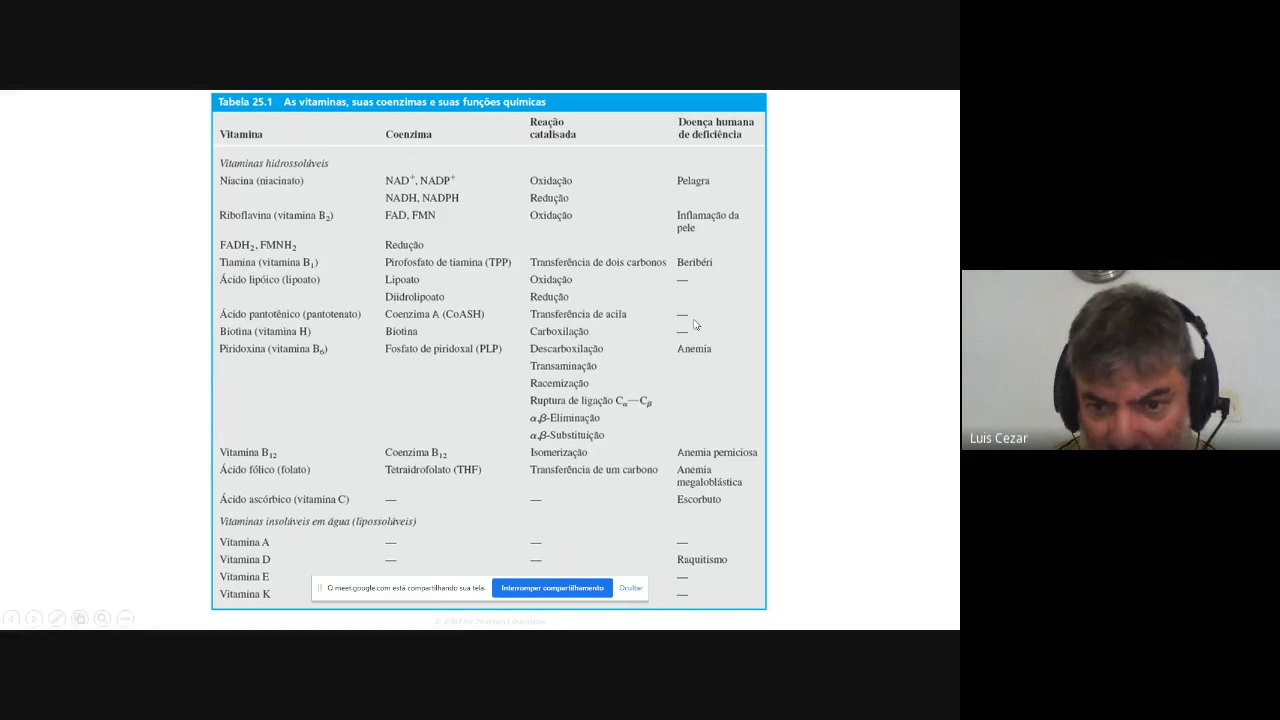 Tabela 25.1 As vitaminas, suas coenzimas e suas funções químicas
Vitamina Coenzima Reação catalisada Doença humana de deficiência
Vitaminas hidrossolúveis
Niacina (niacinato) NAD⁺, NADP⁺ Oxidação Pelagra
NADH, NADPH Redução
Riboflavina (vitamina B₂) FAD, FMN Oxidação Inflamação da pele
FADH₂, FMNH₂ Redução
Tiamina (vitamina B₁) Pirofosfato de tiamina (TPP) Transferência de dois carbonos Beribéri
Ácido lipóico (lipoato) Lipoato Oxidação —
Diidrolipoato Redução
Ácido pantotênico (pantotenato) Coenzima A (CoASH) Transferência de acila —
Biotina (vitamina H) Biotina Carboxilação —
Piridoxina (vitamina B₆) Fosfato de piridoxal (PLP) Descarboxilação Anemia
Transaminação
Racemização
Ruptura de ligação Cα—Cβ
α,β-Eliminação
α,β-Substituição
Vitamina B₁₂ Coenzima B₁₂ Isomerização Anemia perniciosa
Ácido fólico (folato) Tetraidrofolato (THF) Transferência de um carbono Anemia megaloblástica
Ácido ascórbico (vitamina C) — — Escorbuto
Vitaminas insolúveis em água (lipossolúveis)
Vitamina A — — —
Vitamina D — — Raquitismo
Vitamina E —
Vitamina K —
O meet.google.com está compartilhando sua tela. Interromper compartilhamento Ocultar
© by Pearson Education
Luis Cezar